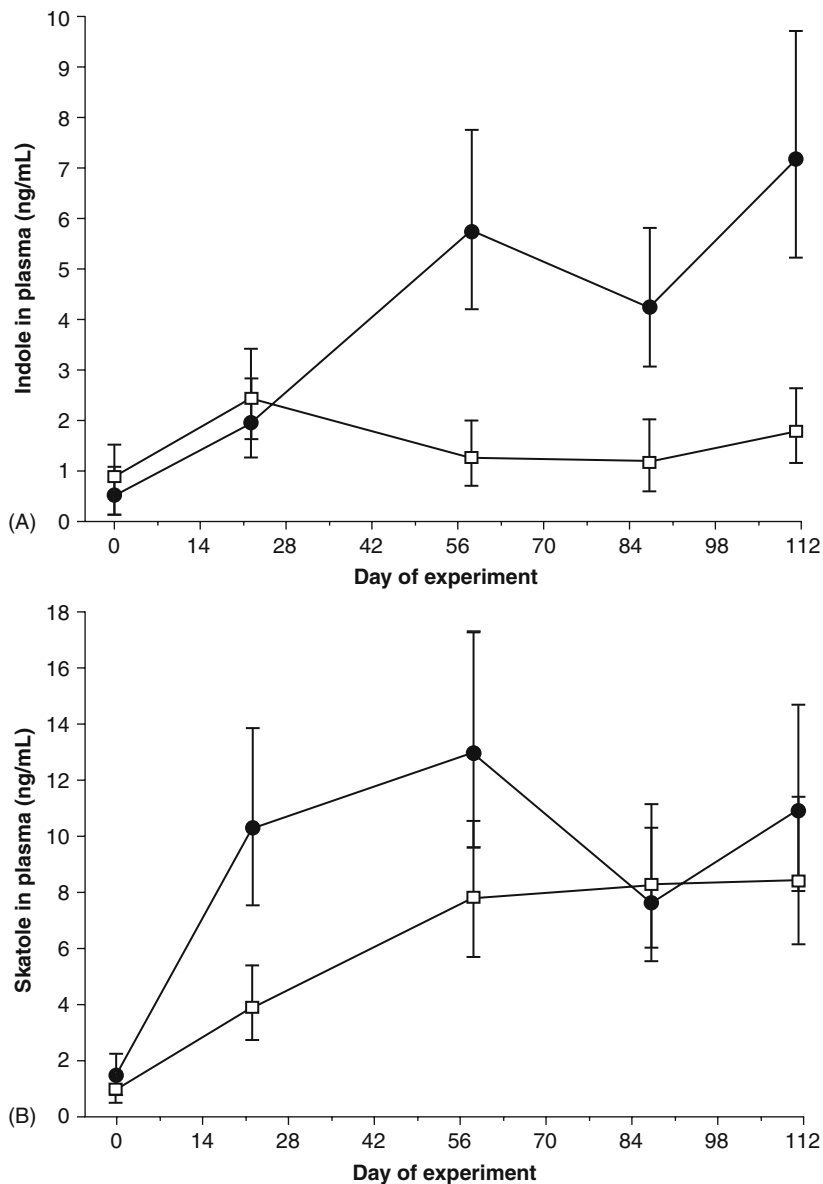 10
9
8
7
6
5
4
3
2
1
0
Indole in plasma (ng/mL)
(A)
0 14 28 42 56 70 84 98 112
Day of experiment
18
16
14
12
10
8
6
4
2
0
Skatole in plasma (ng/mL)
(B)
0 14 28 42 56 70 84 98 112
Day of experiment